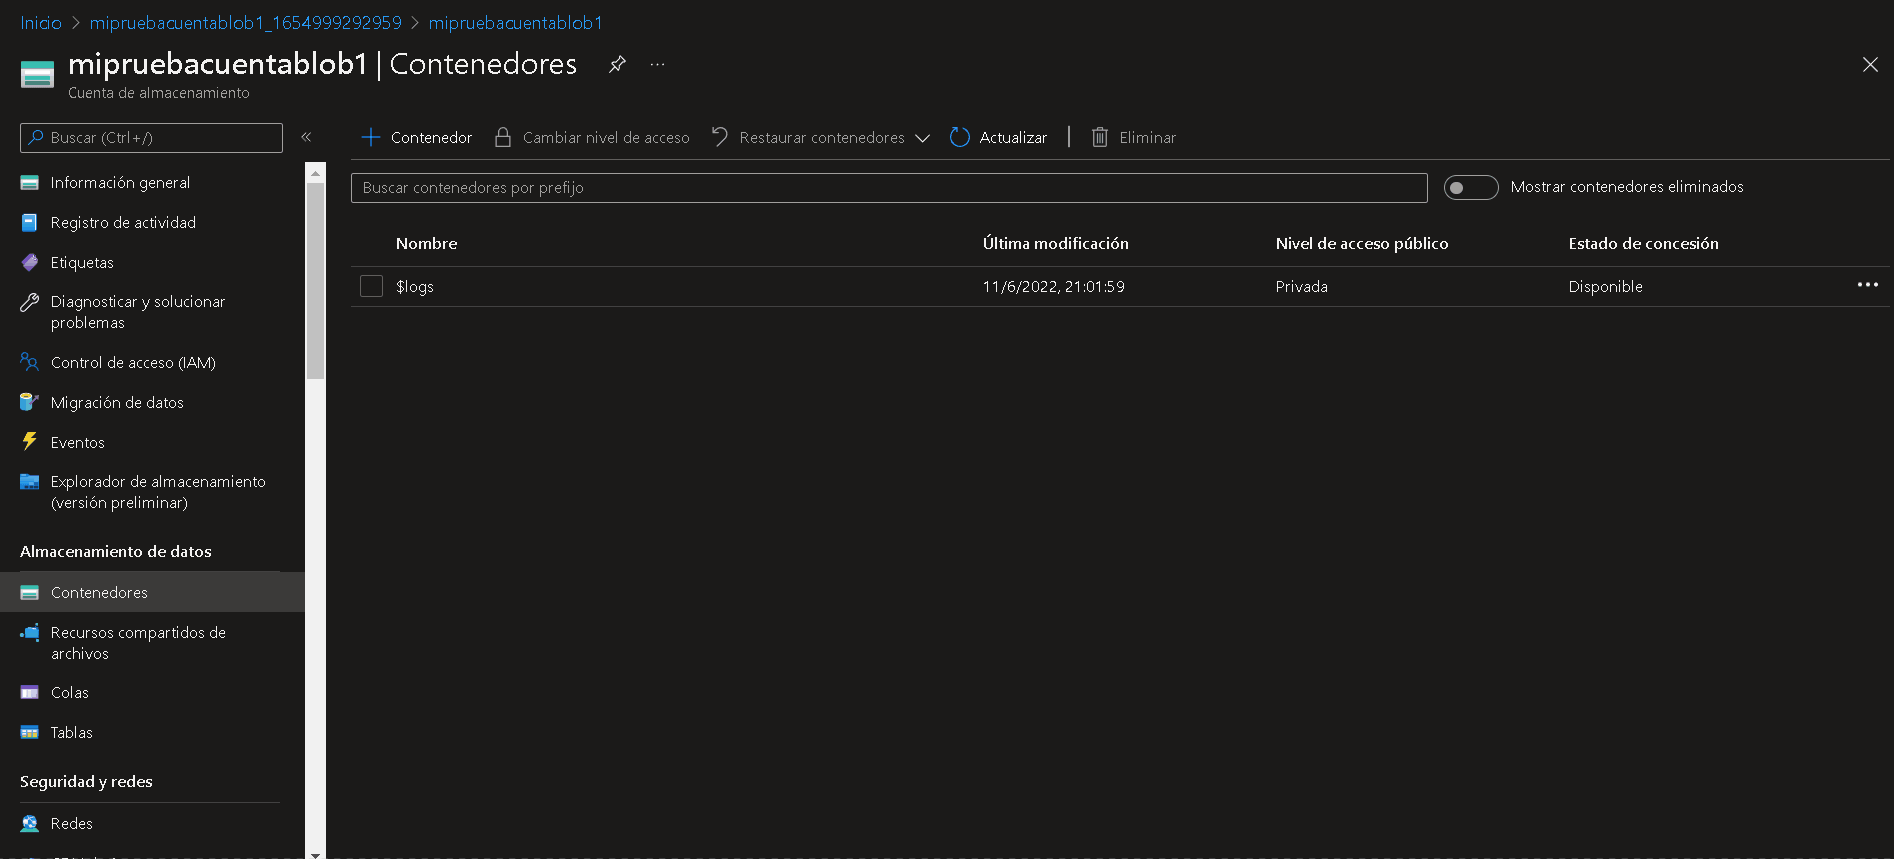 Inicio > mipruebacuentablob1_1654999292959 > mipruebacuentablob1
mipruebacuentablob1 | Contenedores
Cuenta de almacenamiento
Buscar (Ctrl+/)
Contenedor
Cambiar nivel de acceso
Restaurar contenedores
Actualizar
Eliminar
Buscar contenedores por prefijo
Mostrar contenedores eliminados
Información general
Registro de actividad
Etiquetas
Diagnosticar y solucionar
problemas
Control de acceso (IAM)
Migración de datos
Eventos
Explorador de almacenamiento
(versión preliminar)
Almacenamiento de datos
Contenedores
Recursos compartidos de
archivos
Colas
Tablas
Seguridad y redes
Redes
Nombre Última modificación Nivel de acceso público Estado de concesión
$logs 11/6/2022, 21:01:59 Privada Disponible